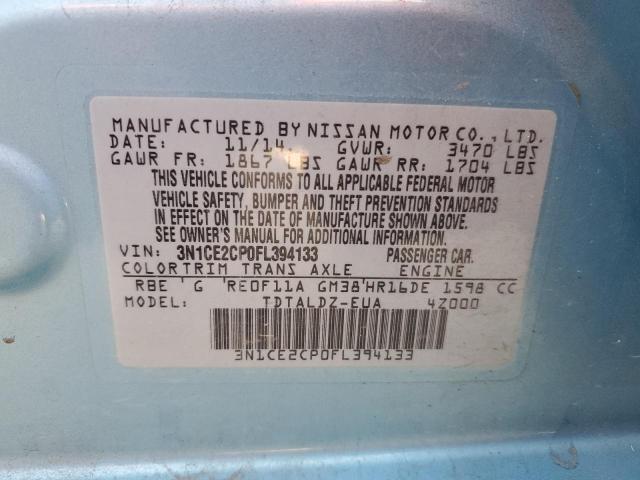 MANUFACTURED BY NISSAN MOTOR CO., LTD.
DATE: 11/14 GVWR: 3470 LBS
GAWR FR: 1867 LBS GAWR RR: 1704 LBS
THIS VEHICLE CONFORMS TO ALL APPLICABLE FEDERAL MOTOR
VEHICLE SAFETY, BUMPER AND THEFT PREVENTION STANDARDS
IN EFFECT ON THE DATE OF MANUFACTURE SHOWN ABOVE.
SEE OWNER'S MANUAL FOR ADDITIONAL INFORMATION.
VIN: 3N1CE2CP0FL394133 PASSENGER CAR.
COLOR TRIM TRANS AXLE ENGINE
RBE ' G 'RE0F11A GM38'HR16DE 1598 CC
MODEL: TDTALDZ-EUA 4Z000
3N1CE2CP0FL394133